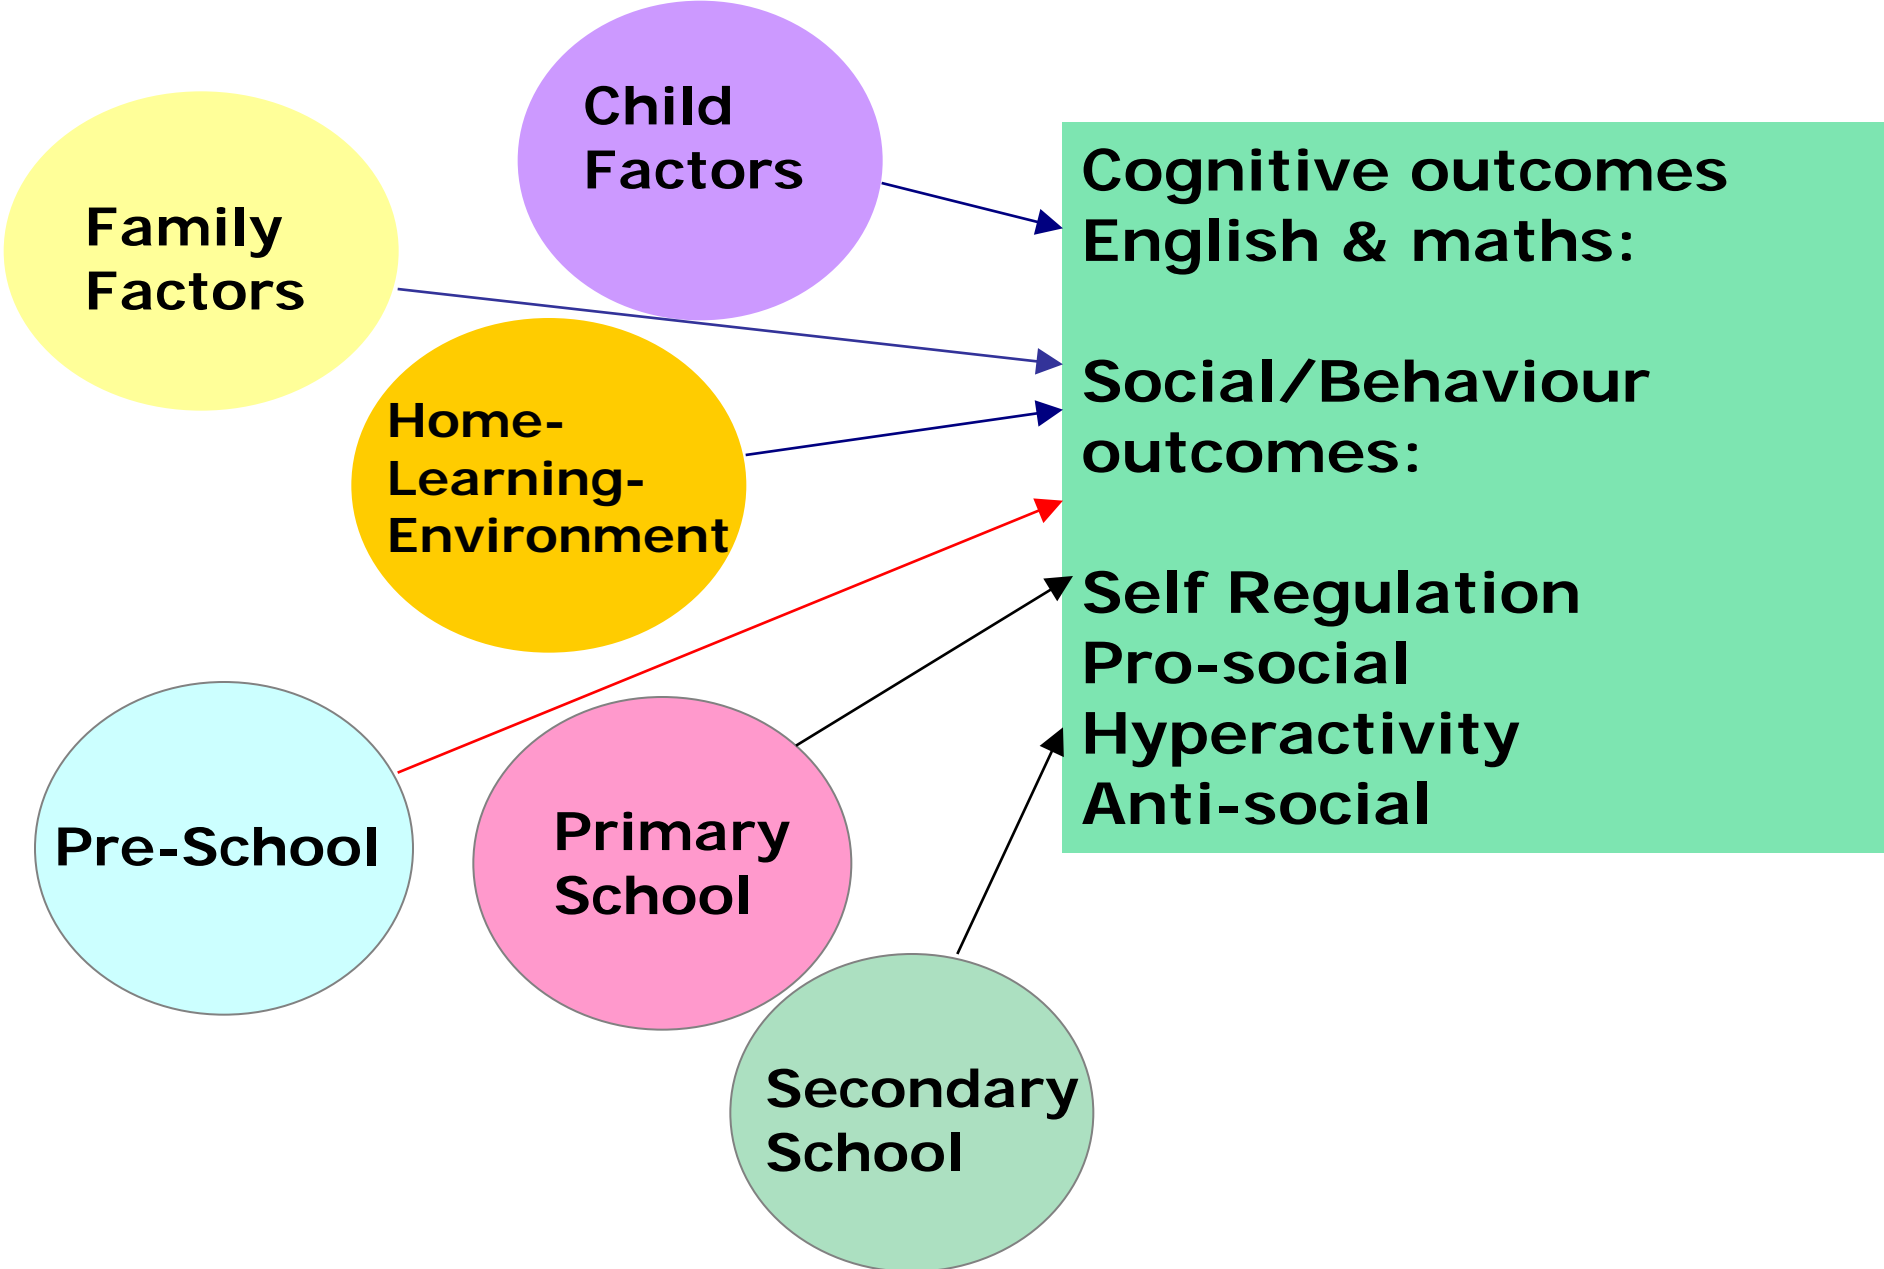 Child
Factors
Family
Factors
Home-
Learning-
Environment
Pre-School
Primary
School
Secondary
School
Cognitive outcomes
English & maths:
Social/Behaviour
outcomes:
Self Regulation
Pro-social
Hyperactivity
Anti-social